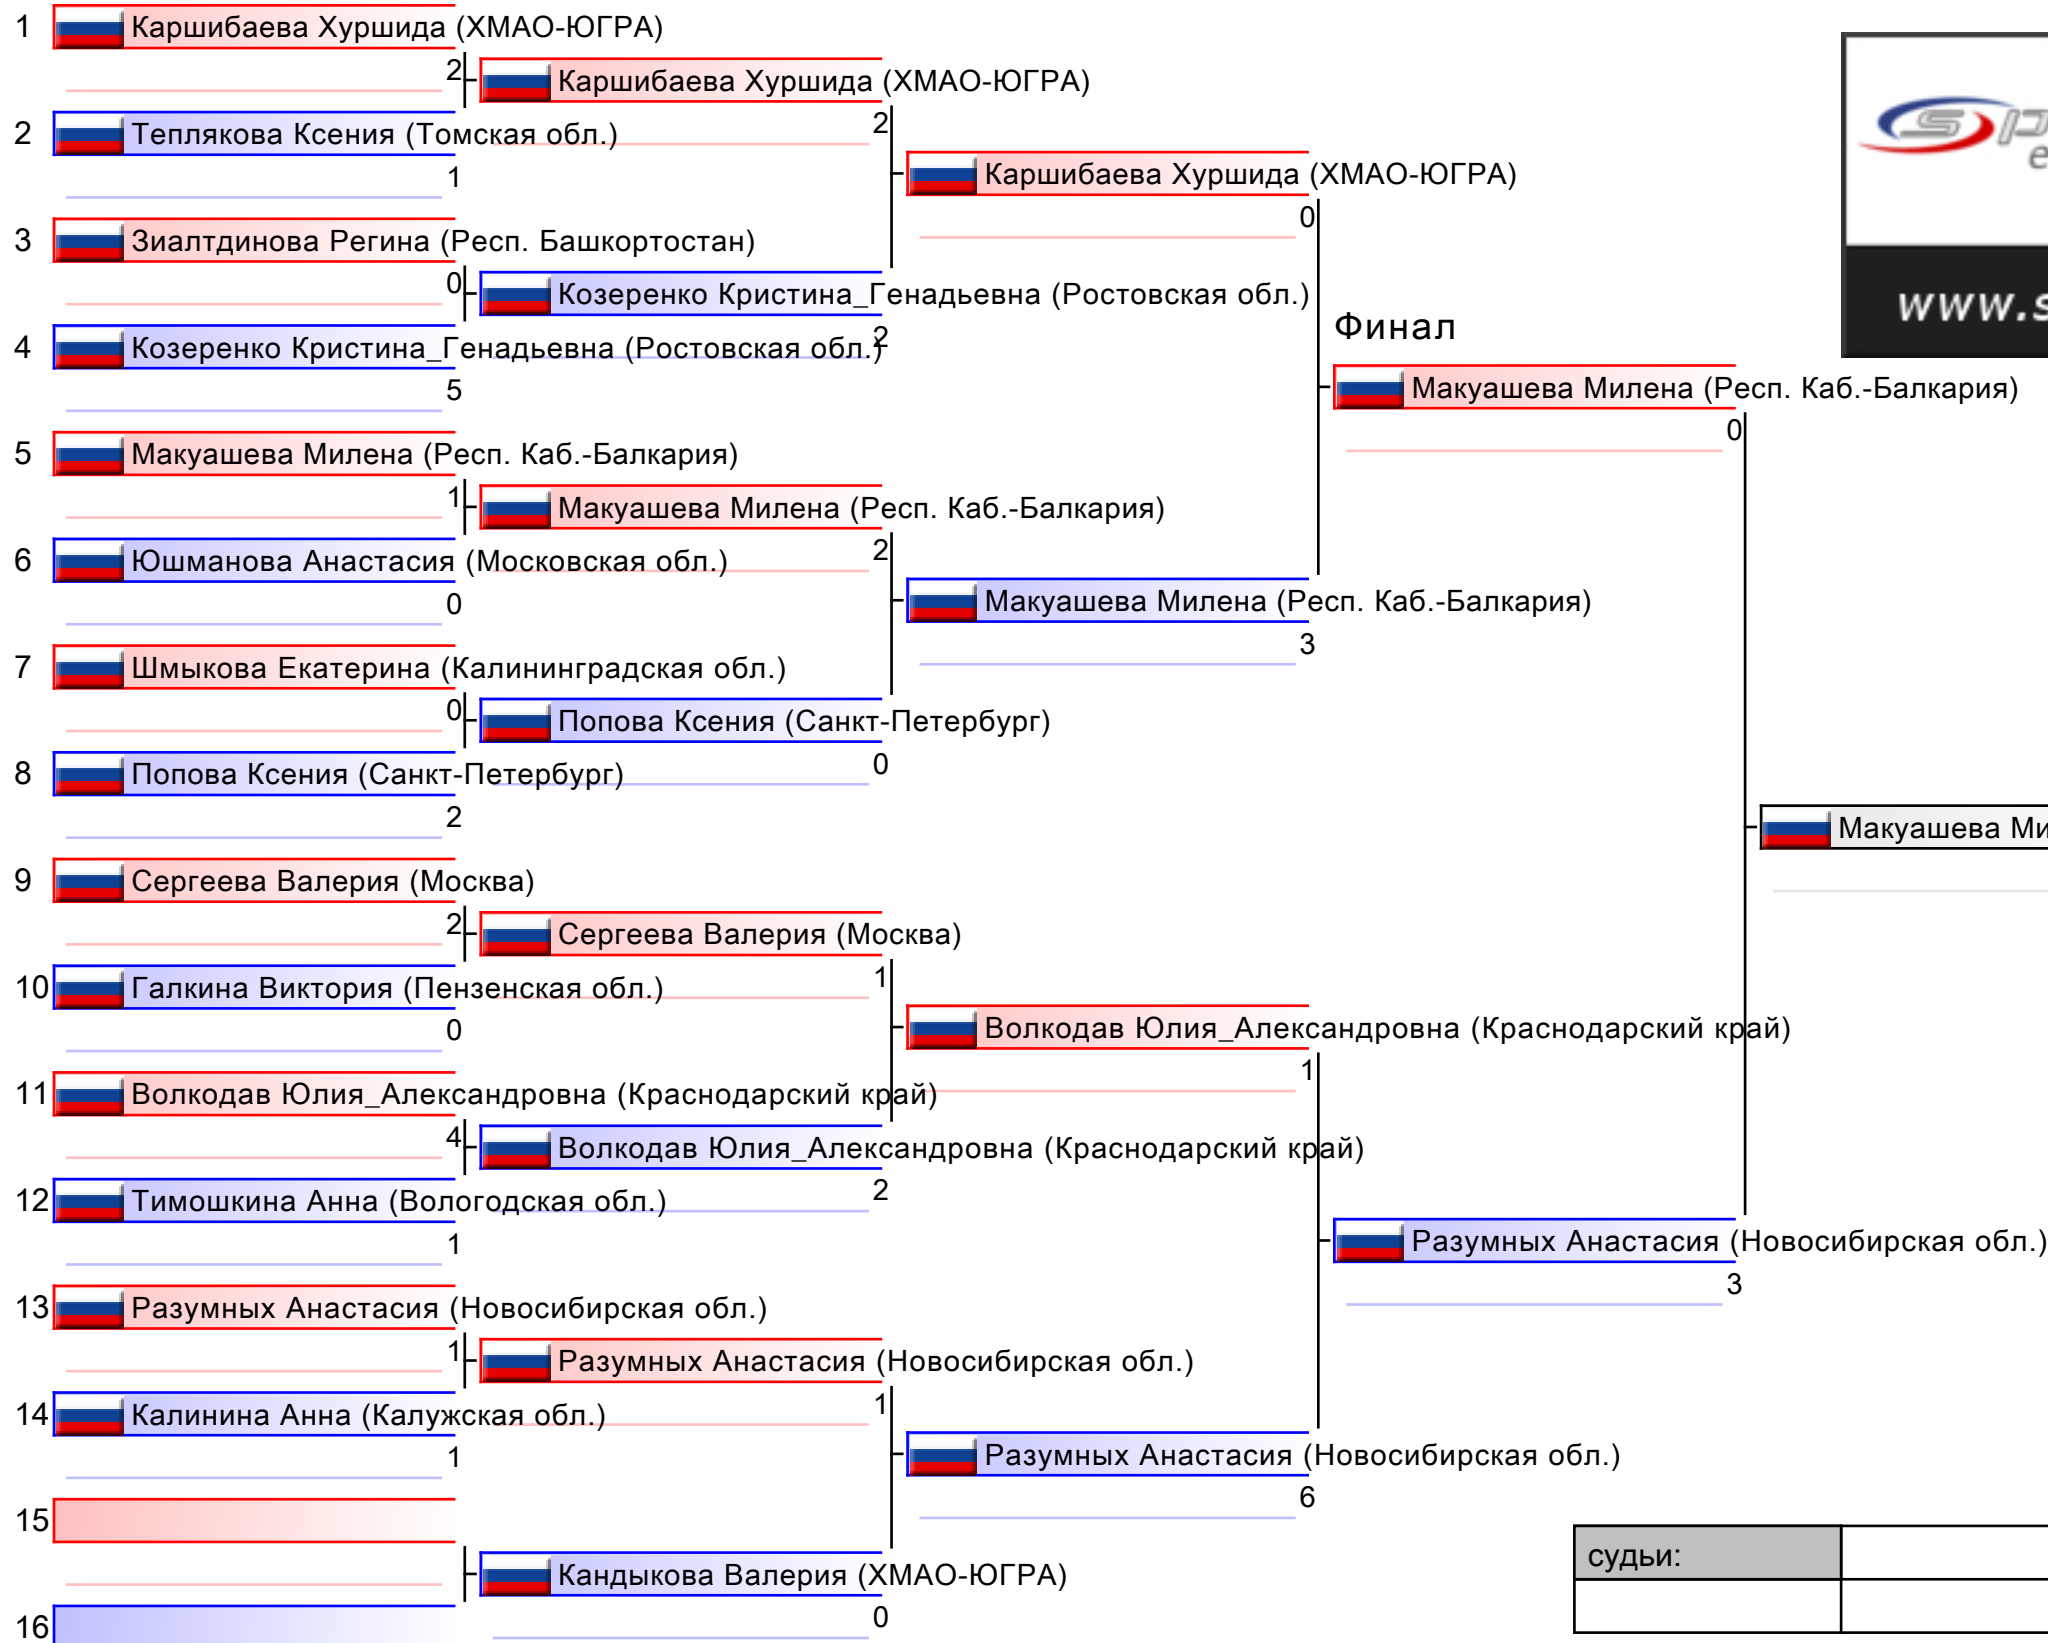 1 Каршибаева Хуршида (ХМАО-ЮГРА)
2 Каршибаева Хуршида (ХМАО-ЮГРА)
2 Теплякова Ксения (Томская обл.)
2
1
Каршибаева Хуршида (ХМАО-ЮГРА)
0
3 Зиалтдинова Регина (Респ. Башкортостан)
0 Козеренко Кристина_Генадьевна (Ростовская обл.)
2
4 Козеренко Кристина_Генадьевна (Ростовская обл.)
5
Финал
Макуашева Милена (Респ. Каб.-Балкария)
0
5 Макуашева Милена (Респ. Каб.-Балкария)
1 Макуашева Милена (Респ. Каб.-Балкария)
2
6 Юшманова Анастасия (Московская обл.)
0
Макуашева Милена (Респ. Каб.-Балкария)
3
7 Шмыкова Екатерина (Калининградская обл.)
0 Попова Ксения (Санкт-Петербург)
0
8 Попова Ксения (Санкт-Петербург)
2
Макуашева Ми
9 Сергеева Валерия (Москва)
2 Сергеева Валерия (Москва)
1
10 Галкина Виктория (Пензенская обл.)
0
Волкодав Юлия_Александровна (Краснодарский край)
1
11 Волкодав Юлия_Александровна (Краснодарский край)
4 Волкодав Юлия_Александровна (Краснодарский край)
2
12 Тимошкина Анна (Вологодская обл.)
1
Разумных Анастасия (Новосибирская обл.)
3
13 Разумных Анастасия (Новосибирская обл.)
1 Разумных Анастасия (Новосибирская обл.)
1
14 Калинина Анна (Калужская обл.)
1
Разумных Анастасия (Новосибирская обл.)
6
15
Кандыкова Валерия (ХМАО-ЮГРА)
0
16
судьи:
www.s